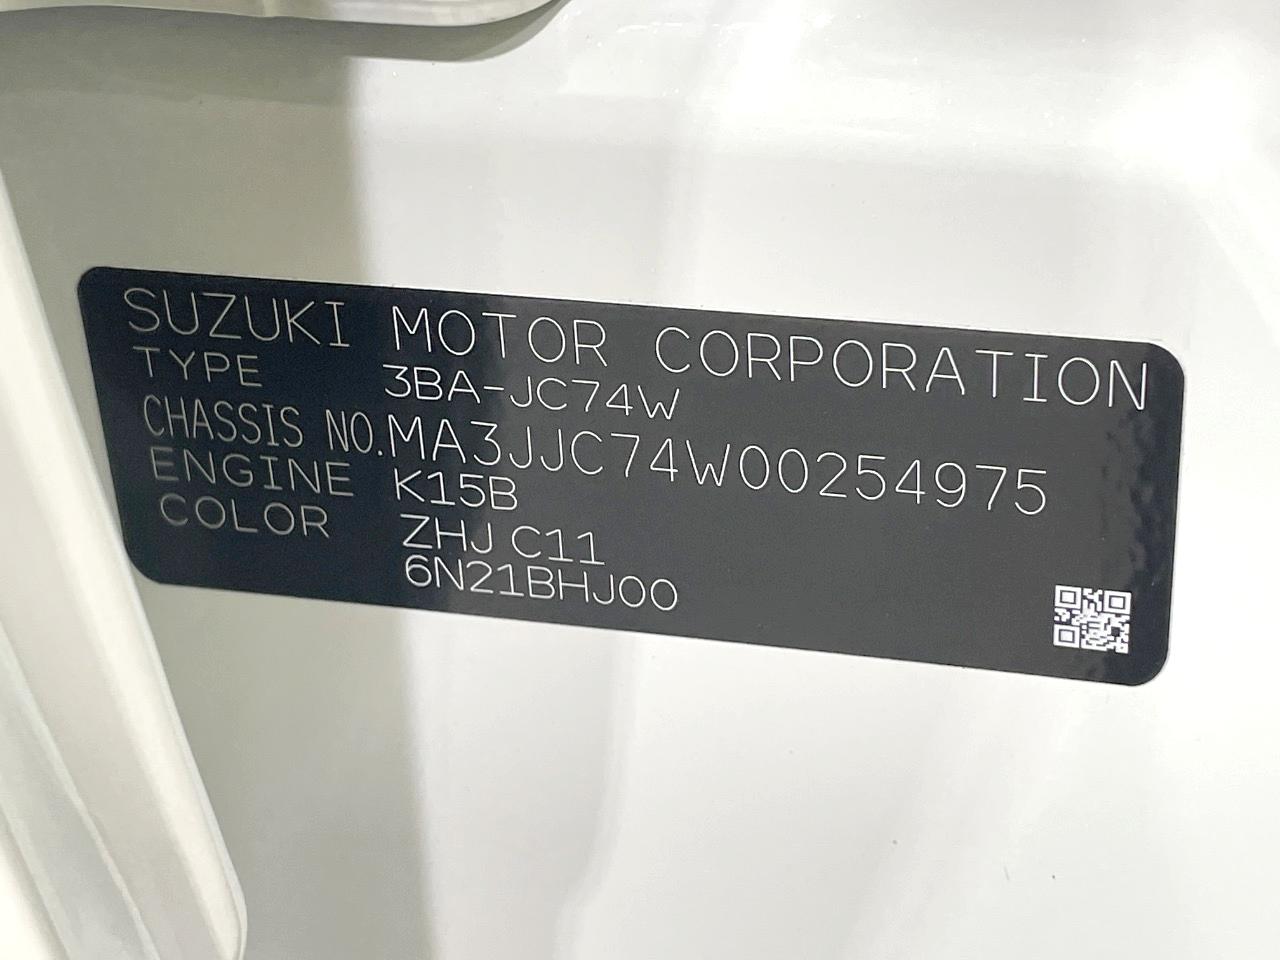 SUZUKI MOTOR CORPORATION
TYPE 3BA-JC74W
CHASSIS NO.MA3JJC74W00254975
ENGINE K15B
COLOR ZHJ C11
6N21BHJ00